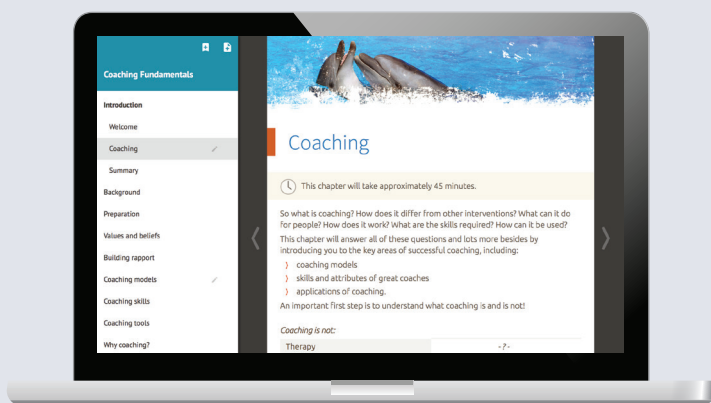 Coaching Fundamentals
Introduction
Welcome
Coaching
Summary
Background
Preparation
Values and beliefs
Building rapport
Coaching models
Coaching skills
Coaching tools
Why coaching?
Coaching
This chapter will take approximately 45 minutes.
So what is coaching? How does it differ from other interventions? What can it do
for people? How does it work? What are the skills required? How can it be used?
This chapter will answer all of these questions and lots more besides by
introducing you to the key areas of successful coaching, including:
coaching models
skills and attributes of great coaches
applications of coaching.
An important first step is to understand what coaching is and is not!
Coaching is not:
Therapy - ? -